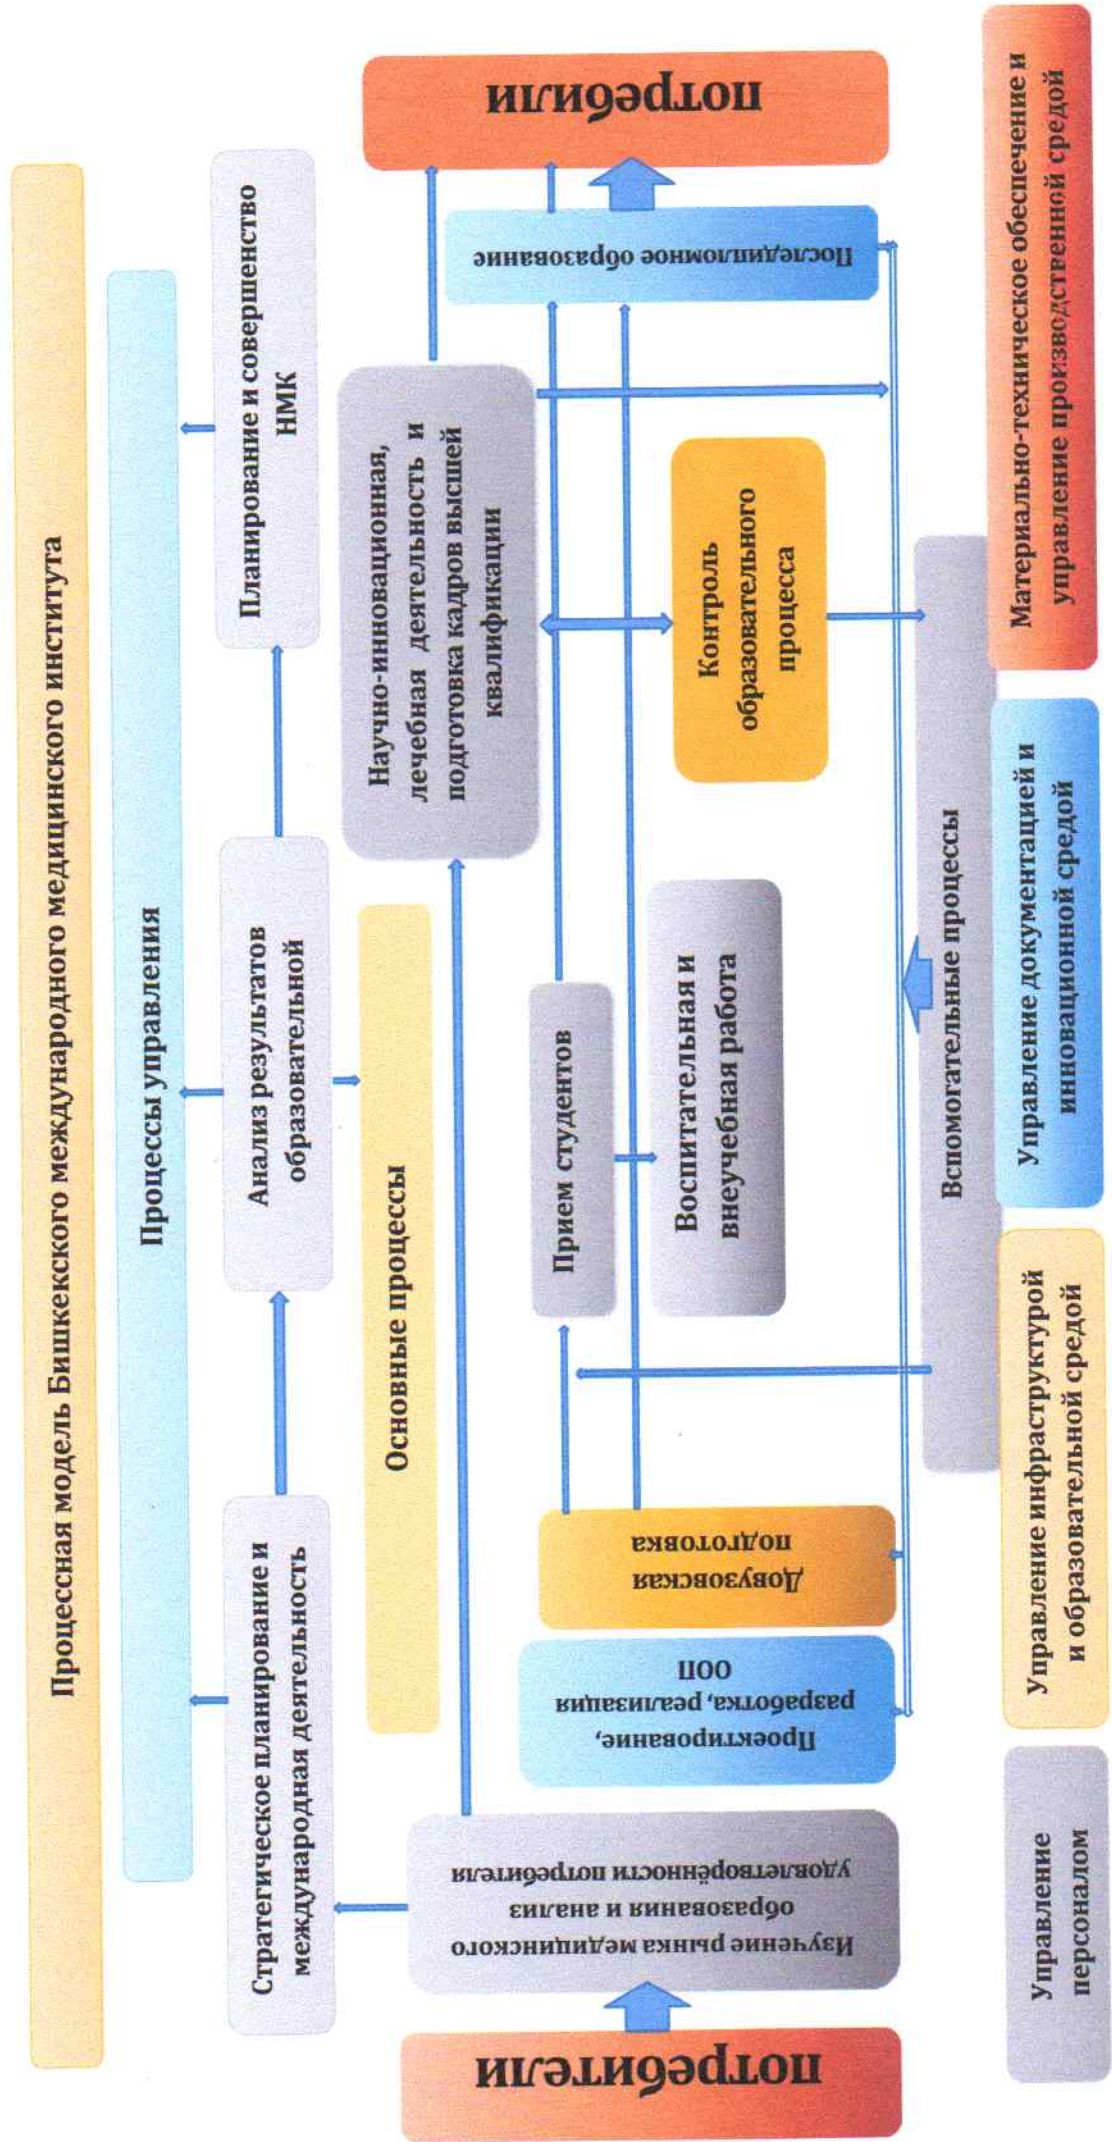 Процессная модель Бишкекского международного медицинского института
Процессы управления
Стратегическое планирование и
международная деятельность
Анализ результатов
образовательной
Планирование и совершенство
НМК
Основные процессы
потребители
Изучение рынка медицинского
образования и анализ
удовлетворённости потребителя
Проектирование,
разработка, реализация
ООП
Довузовская
подготовка
Прием студентов
Воспитательная и
внеучебная работа
Научно-инновационная,
лечебная деятельность и
подготовка кадров высшей
квалификации
Контроль
образовательного
процесса
Последипломное образование
потребили
Вспомогательные процессы
Управление
персоналом
Управление инфраструктурой
и образовательной средой
Управление документацией и
инновационной средой
Материально-техническое обеспечение и
управление производственной средой